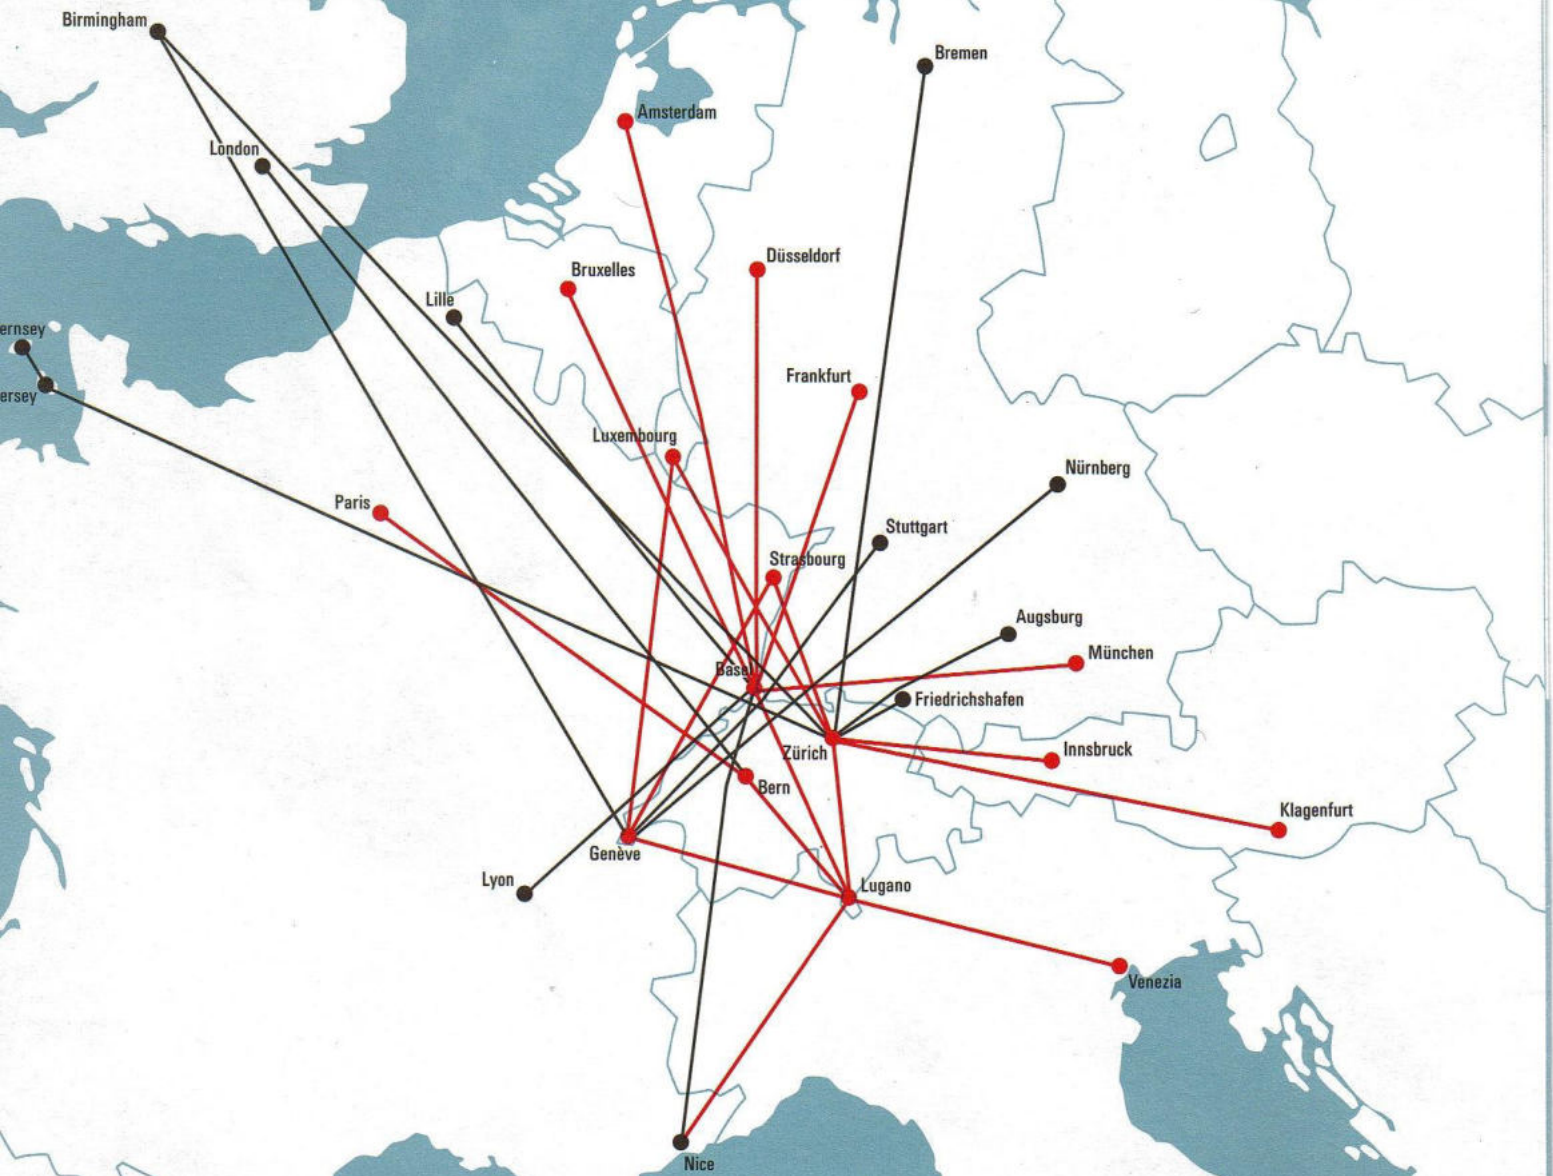 Birmingham
Bremen
Amsterdam
London
Düsseldorf
Bruxelles
Lille
ernsey
Frankfurt
ersey
Luxembourg
Nürnberg
Paris
Stuttgart
Strasbourg
Augsburg
München
Basel
Friedrichshafen
Zürich
Innsbruck
Bern
Klagenfurt
Genève
Lyon
Lugano
Venezia
Nice